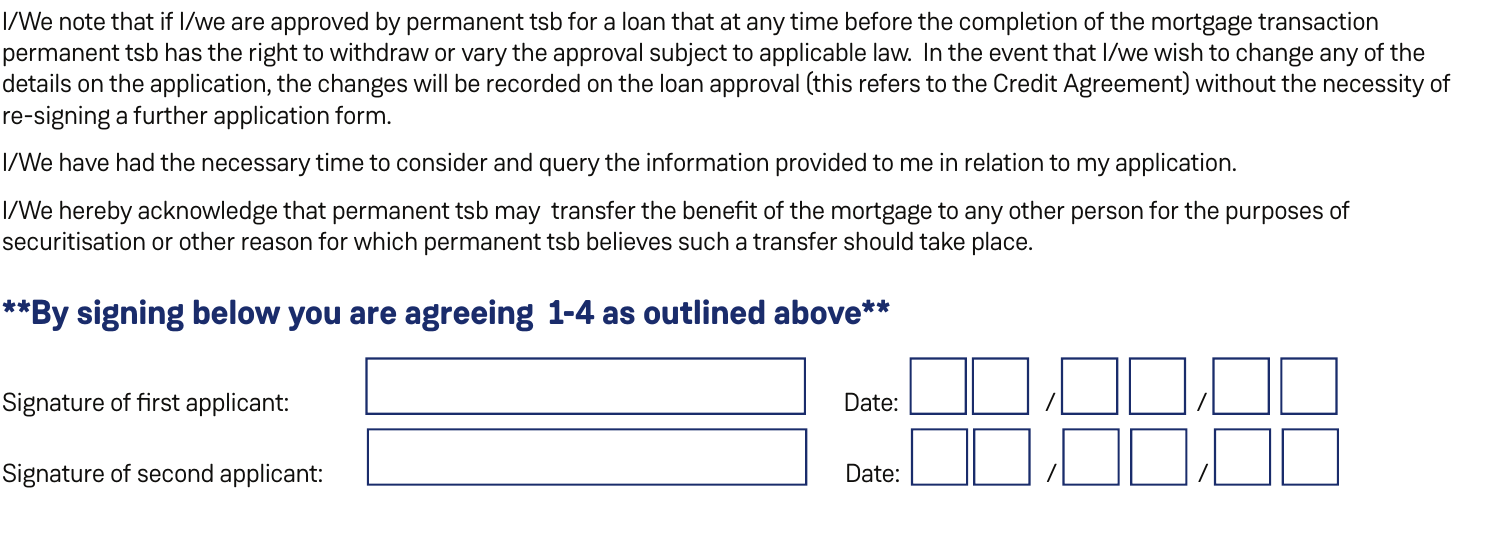 I/We note that if I/we are approved by permanent tsb for a loan that at any time before the completion of the mortgage transaction
permanent tsb has the right to withdraw or vary the approval subject to applicable law.  In the event that I/we wish to change any of the
details on the application, the changes will be recorded on the loan approval (this refers to the Credit Agreement) without the necessity of
re-signing a further application form.
I/We have had the necessary time to consider and query the information provided to me in relation to my application.
I/We hereby acknowledge that permanent tsb may  transfer the benefit of the mortgage to any other person for the purposes of
securitisation or other reason for which permanent tsb believes such a transfer should take place.
**By signing below you are agreeing  1-4 as outlined above**
Signature of first applicant: Date: / /
Signature of second applicant: Date: / /